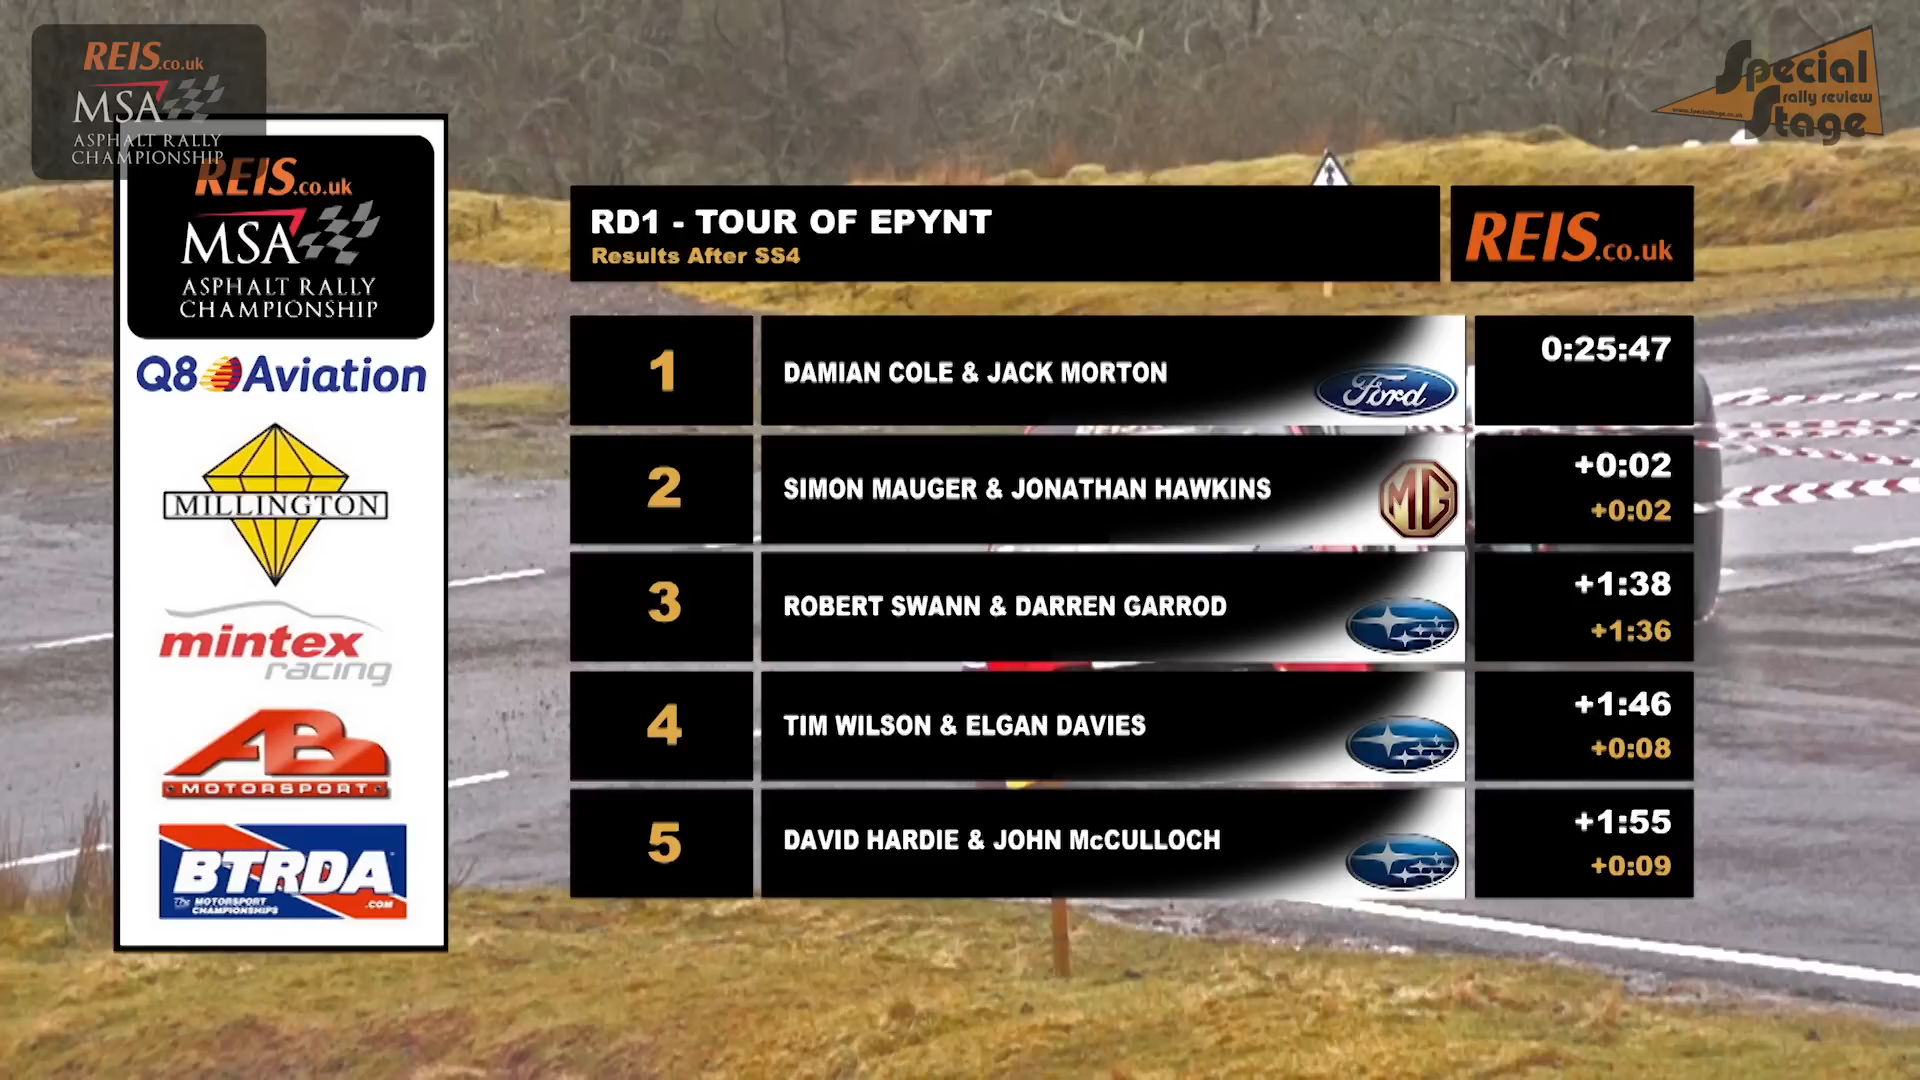 REIS.co.uk
MSA
ASPHALT RALLY
CHAMPIONSHIP
Special
rally review
Stage
REIS.co.uk
MSA
ASPHALT RALLY
CHAMPIONSHIP
Q8 Aviation
MILLINGTON
mintex
racing
AB
MOTORSPORT
BTRDA
The MOTORSPORT
CHAMPIONSHIPS
.COM
RD1 - TOUR OF EPYNT
Results After SS4
REIS.co.uk
1
DAMIAN COLE & JACK MORTON
Ford
0:25:47
2
SIMON MAUGER & JONATHAN HAWKINS
MG
+0:02
+0:02
3
ROBERT SWANN & DARREN GARROD
+1:38
+1:36
4
TIM WILSON & ELGAN DAVIES
+1:46
+0:08
5
DAVID HARDIE & JOHN McCULLOCH
+1:55
+0:09